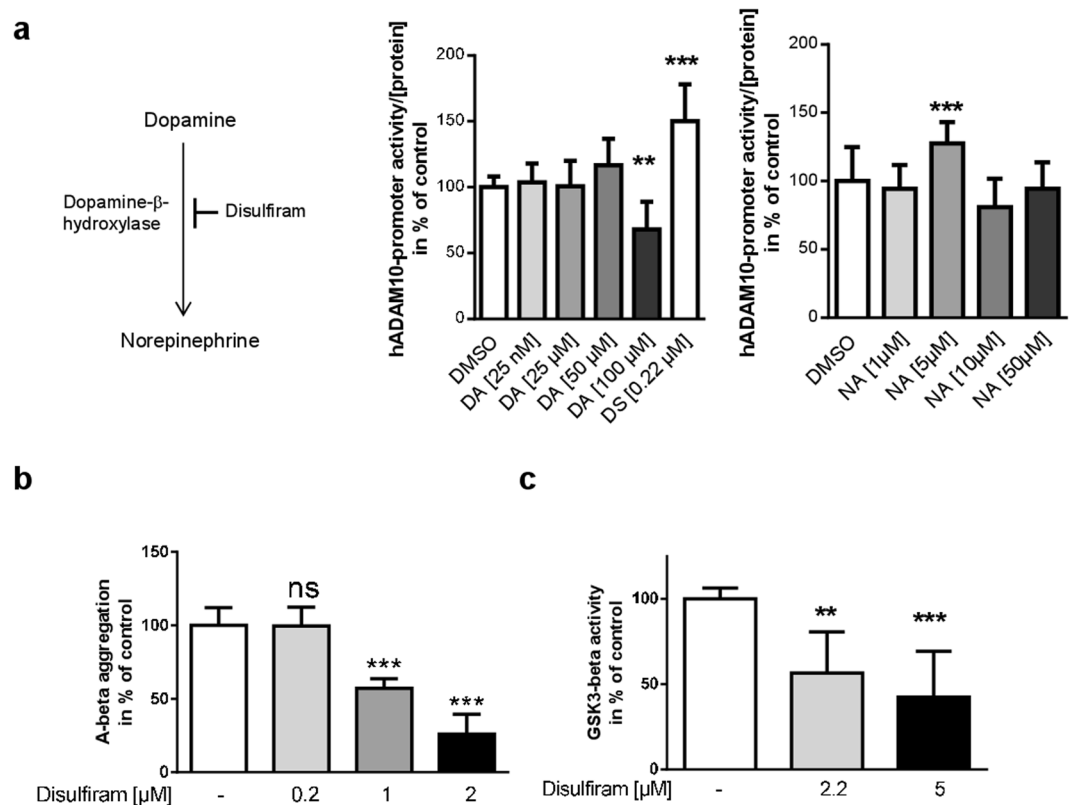 a
Dopamine
Dopamine-β-
hydroxylase
Disulfiram
Norepinephrine
hADAM10-promoter activity/[protein]
in % of control
200
150
100
50
0
***
**
DMSO
DA [25 nM]
DA [25 µM]
DA [50 µM]
DA [100 µM]
DS [0.22 µM]
hADAM10-promoter activity/[protein]
in % of control
200
150
100
50
0
***
DMSO
NA [1µM]
NA [5µM]
NA [10µM]
NA [50µM]
b
A-beta aggregation
in % of control
150
100
50
0
ns
***
***
Disulfiram [µM] - 0.2 1 2
c
GSK3-beta activity
in % of control
100
50
0
**
***
Disulfiram [µM] - 2.2 5